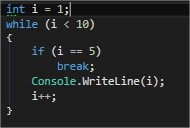 int i = 1;
while (i < 10)
{
    if (i == 5)
        break;
    Console.WriteLine(i);
    i++;
}